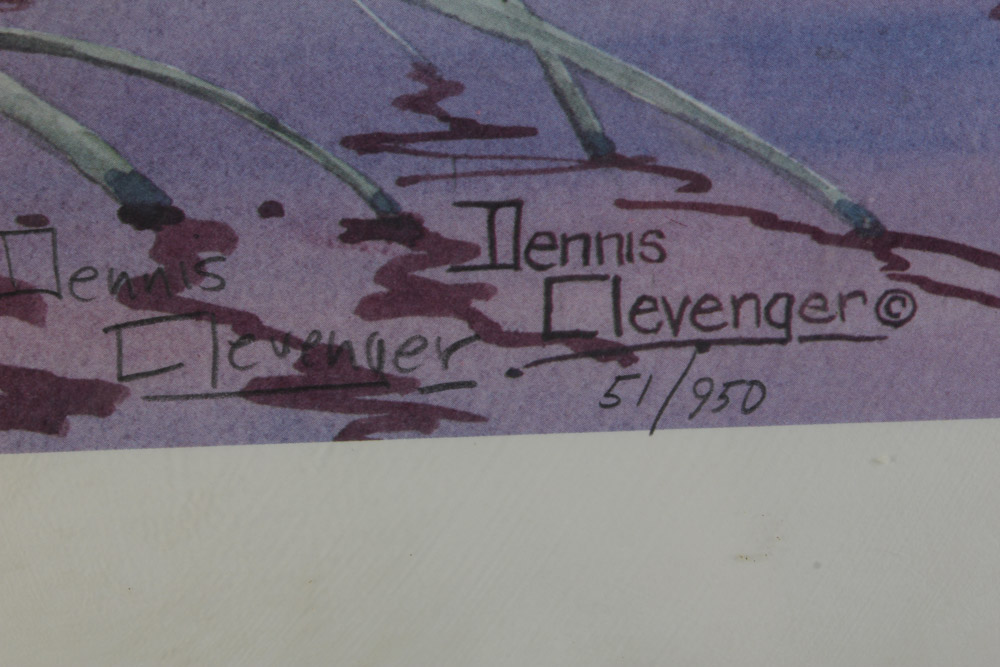 Dennis
Clevenger
Dennis
Clevenger©
51/950